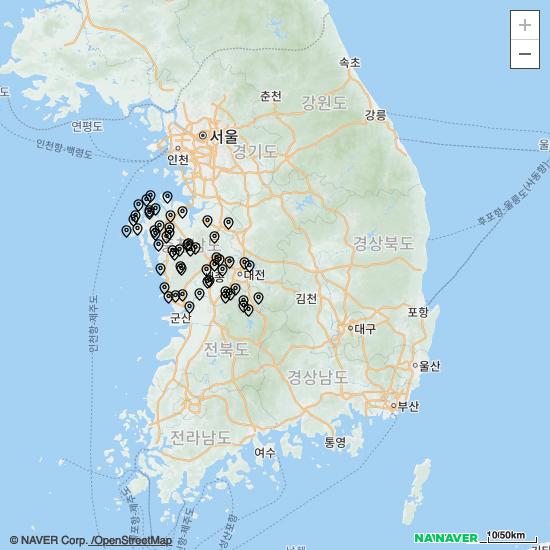 +
−
속초
춘천
강원도
강릉
도
연평도
서울
울
인천
경기도
인천항-백령도
후포항-울릉도(사동항)
경상북도
대전
인천항-제주도
김천
포항
군산
대구
전라북도
울산
경상남도
부산
전라남도
통영
여수
© NAVER Corp. /OpenStreetMap
NAVER
10/50km